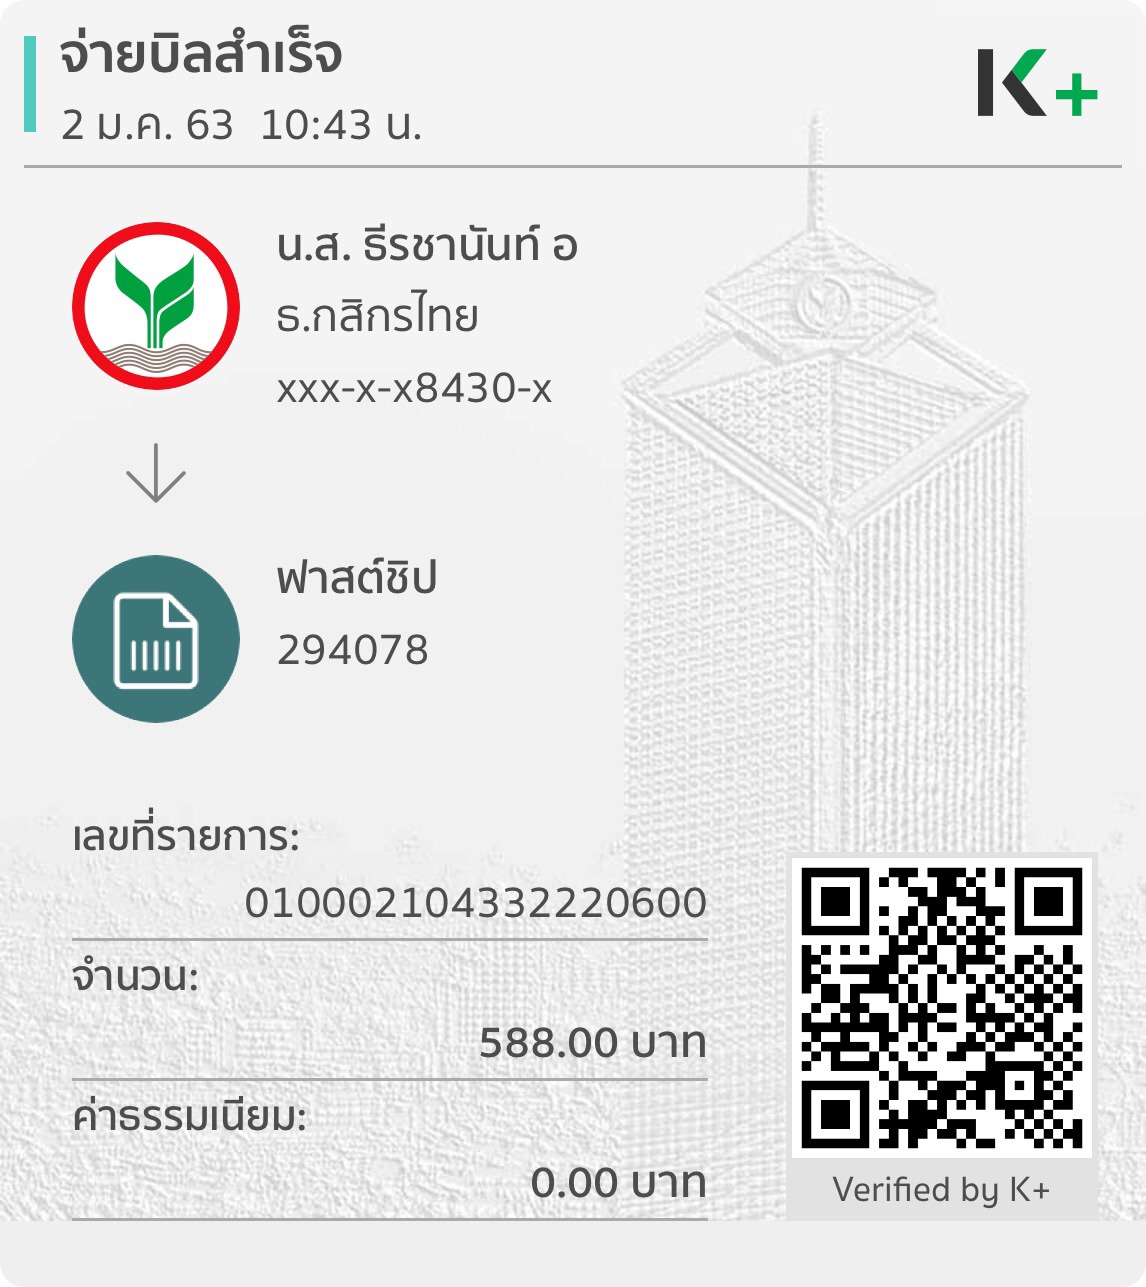 จ่ายบิลสำเร็จ
2 ม.ค. 63 10:43 น.
K+
น.ส. ธีรชานันท์ อ
ธ.กสิกรไทย
xxx-x-x8430-x
ฟาสต์ชิป
294078
เลขที่รายการ:
010002104332220600
จำนวน:
588.00 บาท
ค่าธรรมเนียม:
0.00 บาท
Verified by K+